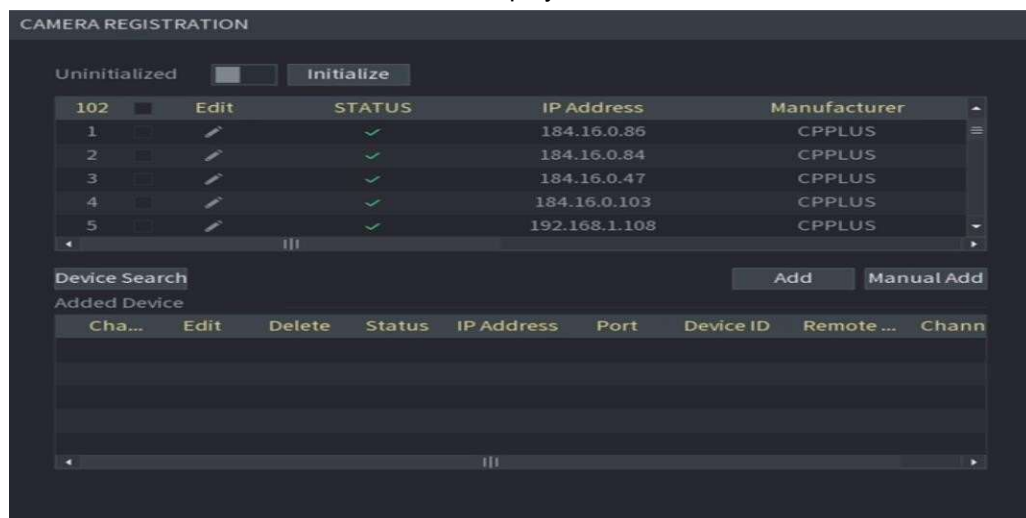 CAMERA REGISTRATION
Uninitialized Initialize
102 Edit STATUS IP Address Manufacturer
1 184.16.0.86 CPPLUS
2 184.16.0.84 CPPLUS
3 184.16.0.47 CPPLUS
4 184.16.0.103 CPPLUS
5 192.168.1.108 CPPLUS
Device Search Add Manual Add
Added Device
Cha... Edit Delete Status IP Address Port Device ID Remote ... Chann